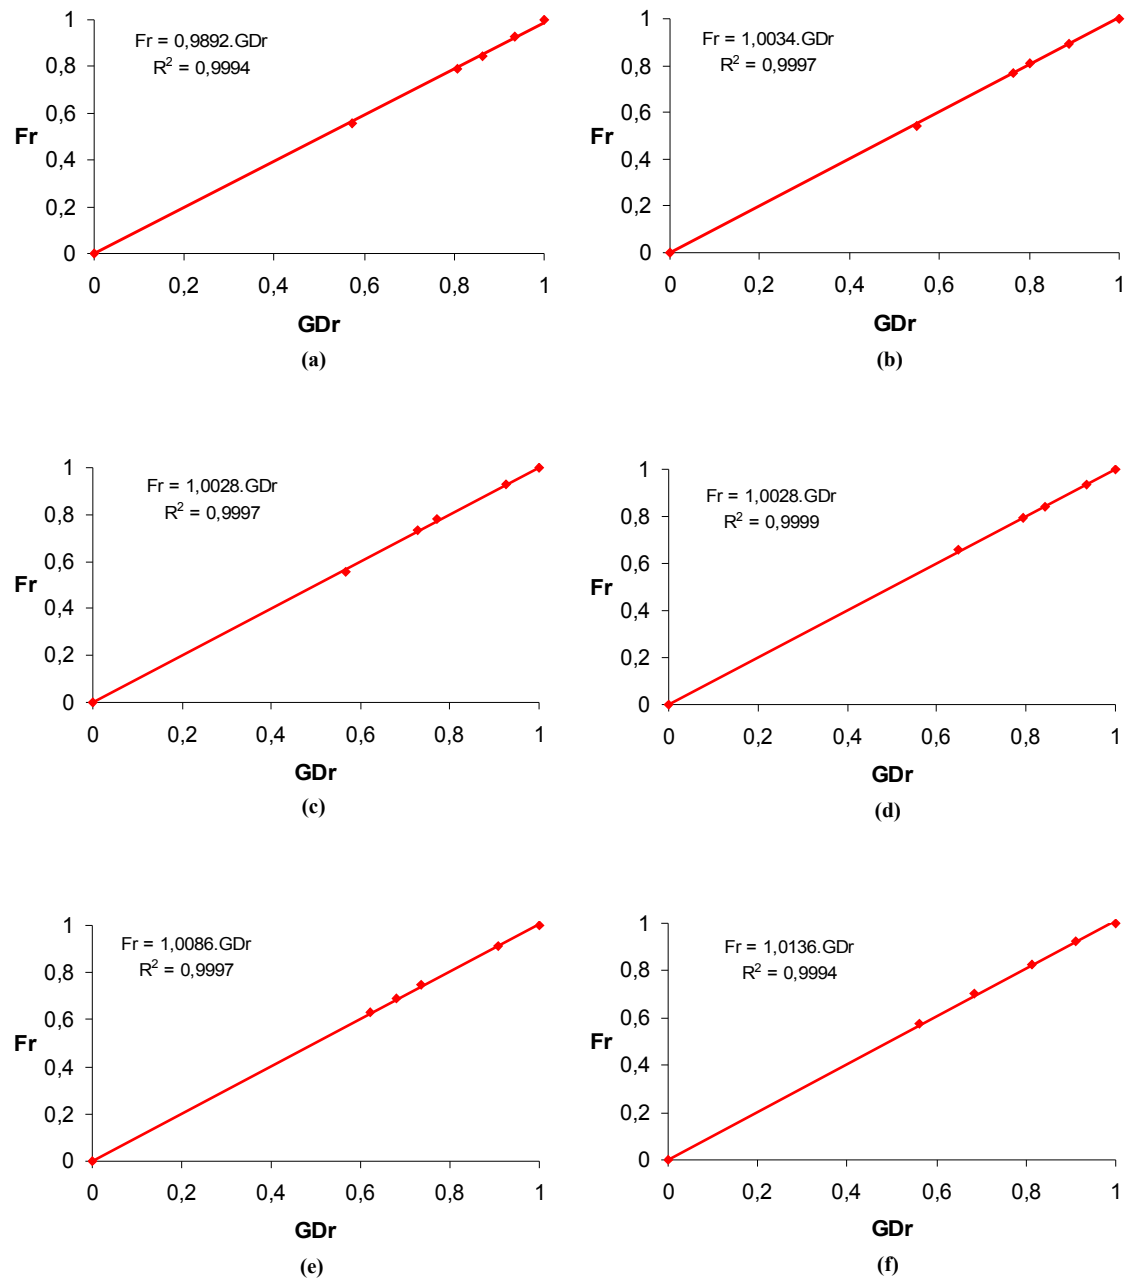 Fr = 0,9892.GDr
R² = 0,9994
1
0,8
0,6
0,4
0,2
0
Fr
0 0,2 0,4 0,6 0,8 1
GDr
(a)
Fr = 1,0034.GDr
R² = 0,9997
1
0,8
0,6
0,4
0,2
0
Fr
0 0,2 0,4 0,6 0,8 1
GDr
(b)
Fr = 1,0028.GDr
R² = 0,9997
1
0,8
0,6
0,4
0,2
0
Fr
0 0,2 0,4 0,6 0,8 1
GDr
(c)
Fr = 1,0028.GDr
R² = 0,9999
1
0,8
0,6
0,4
0,2
0
Fr
0 0,2 0,4 0,6 0,8 1
GDr
(d)
Fr = 1,0086.GDr
R² = 0,9997
1
0,8
0,6
0,4
0,2
0
Fr
0 0,2 0,4 0,6 0,8 1
GDr
(e)
Fr = 1,0136.GDr
R² = 0,9994
1
0,8
0,6
0,4
0,2
0
Fr
0 0,2 0,4 0,6 0,8 1
GDr
(f)